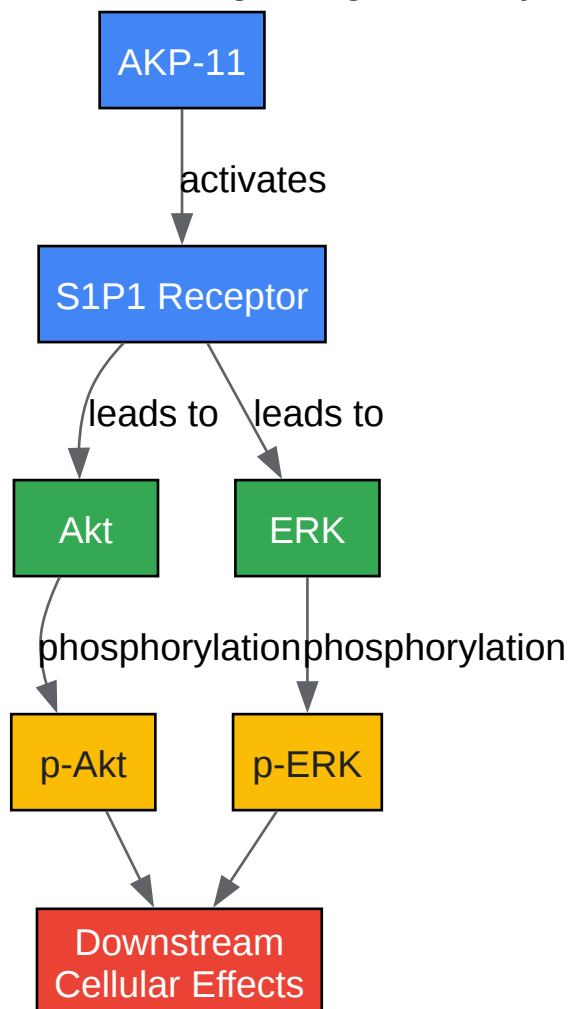 AKP-11
activates
S1P1 Receptor
leads to
leads to
Akt
ERK
phosphorylation
phosphorylation
p-Akt
p-ERK
Downstream
Cellular Effects